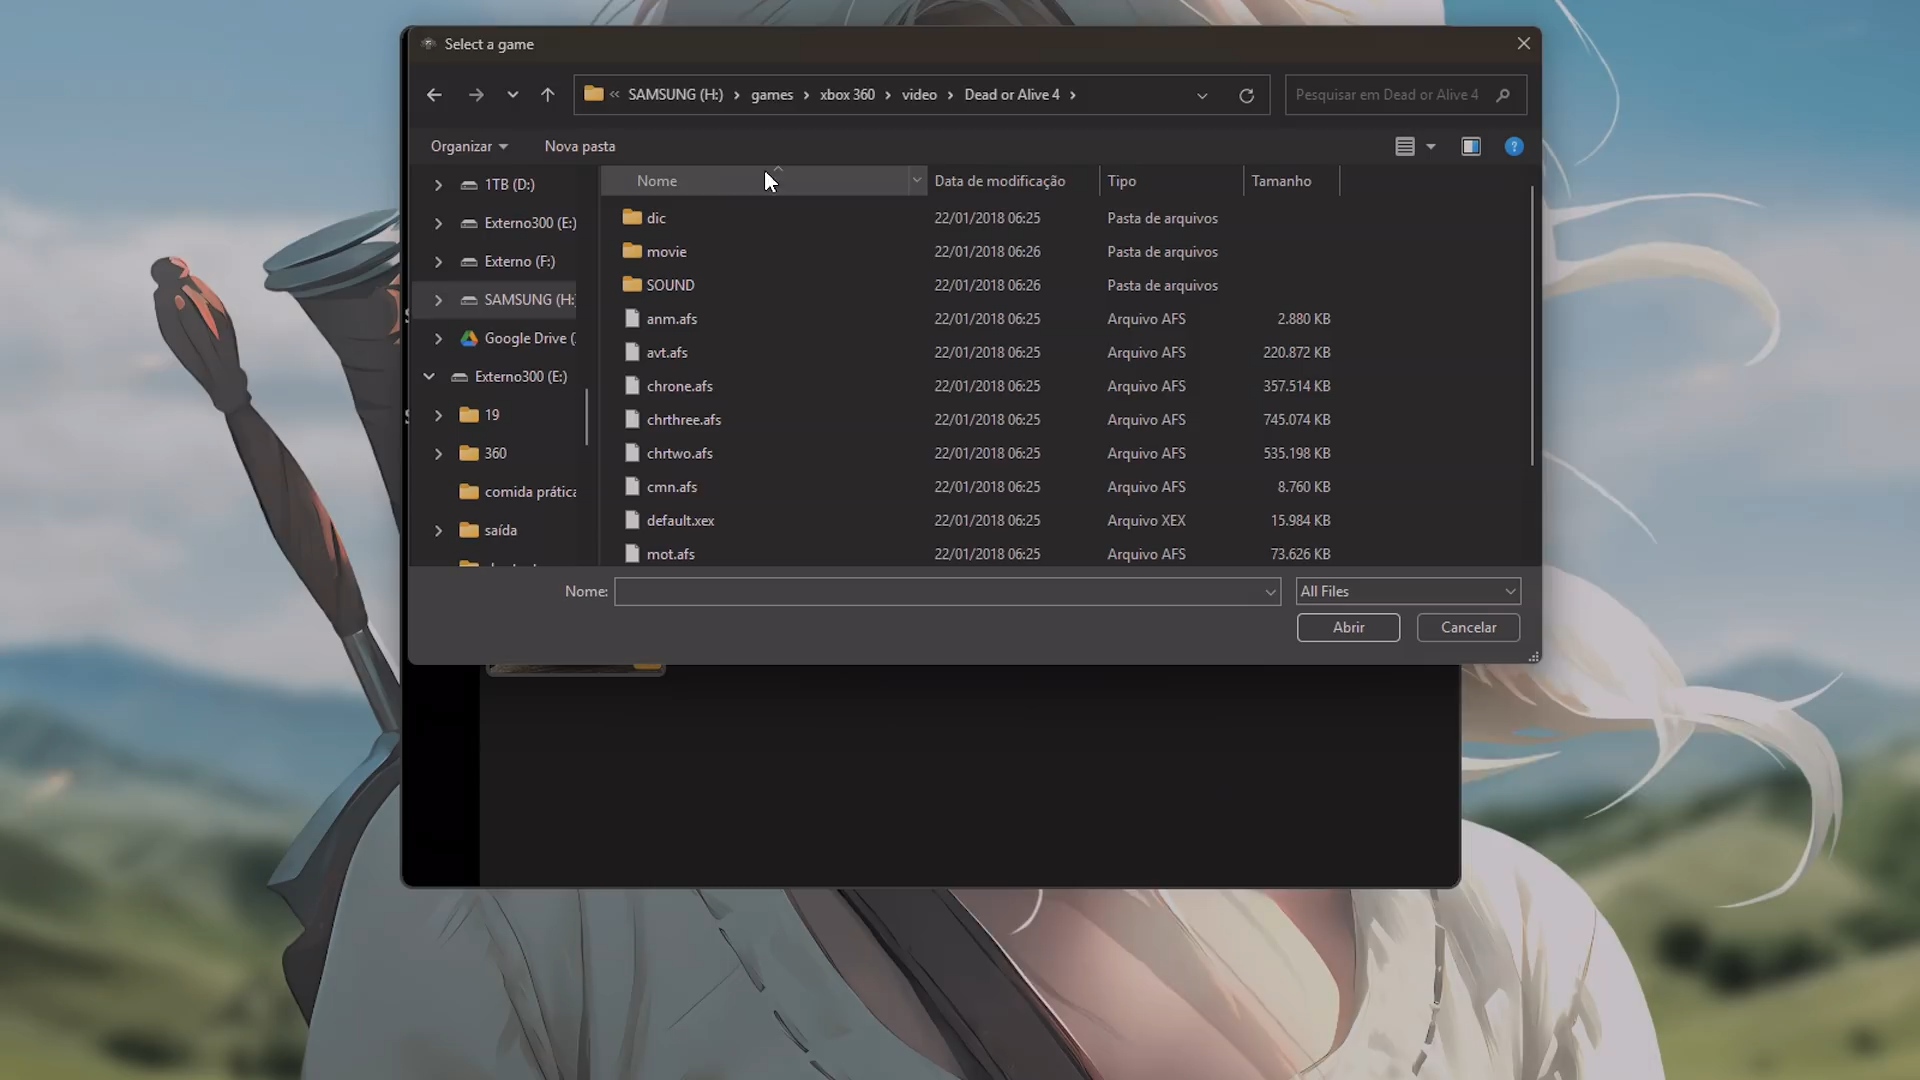 Select a game
« SAMSUNG (H:) › games › xbox 360 › video › Dead or Alive 4 ›
Pesquisar em Dead or Alive 4
Organizar
Nova pasta
Nome
Data de modificação
Tipo
Tamanho
1TB (D:)
Externo300 (E:)
Externo (F:)
SAMSUNG (H:
Google Drive (
Externo300 (E:)
19
360
comida prática
saída
dic 22/01/2018 06:25 Pasta de arquivos
movie 22/01/2018 06:26 Pasta de arquivos
SOUND 22/01/2018 06:26 Pasta de arquivos
anm.afs 22/01/2018 06:25 Arquivo AFS 2.880 KB
avt.afs 22/01/2018 06:25 Arquivo AFS 220.872 KB
chrone.afs 22/01/2018 06:25 Arquivo AFS 357.514 KB
chrthree.afs 22/01/2018 06:25 Arquivo AFS 745.074 KB
chrtwo.afs 22/01/2018 06:25 Arquivo AFS 535.198 KB
cmn.afs 22/01/2018 06:25 Arquivo AFS 8.760 KB
default.xex 22/01/2018 06:25 Arquivo XEX 15.984 KB
mot.afs 22/01/2018 06:25 Arquivo AFS 73.626 KB
Nome:
All Files
Abrir
Cancelar